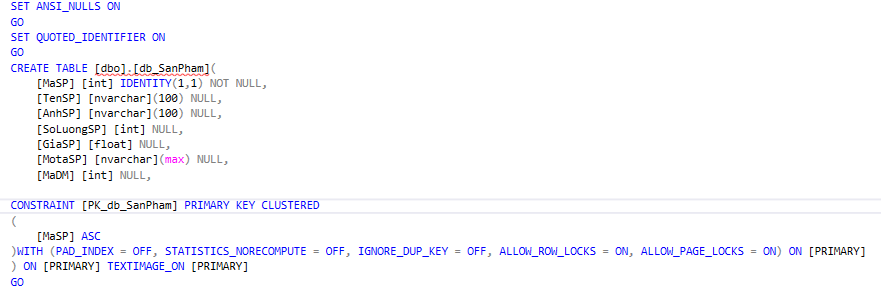 SET ANSI_NULLS ON
GO
SET QUOTED_IDENTIFIER ON
GO
CREATE TABLE [dbo].[db_SanPham](
    [MaSP] [int] IDENTITY(1,1) NOT NULL,
    [TenSP] [nvarchar](100) NULL,
    [AnhSP] [nvarchar](100) NULL,
    [SoLuongSP] [int] NULL,
    [GiaSP] [float] NULL,
    [MotaSP] [nvarchar](max) NULL,
    [MaDM] [int] NULL,

CONSTRAINT [PK_db_SanPham] PRIMARY KEY CLUSTERED
(
    [MaSP] ASC
)WITH (PAD_INDEX = OFF, STATISTICS_NORECOMPUTE = OFF, IGNORE_DUP_KEY = OFF, ALLOW_ROW_LOCKS = ON, ALLOW_PAGE_LOCKS = ON) ON [PRIMARY]
) ON [PRIMARY] TEXTIMAGE_ON [PRIMARY]
GO